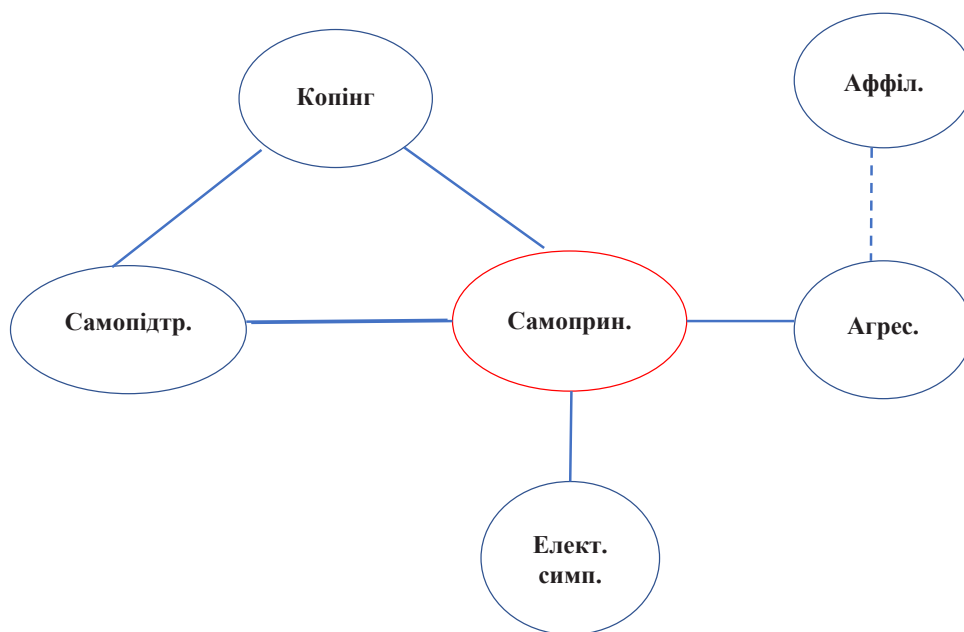 Копінг
Аффіл.
Самопідтр.
Самоприн.
Агрес.
Елект.
симп.